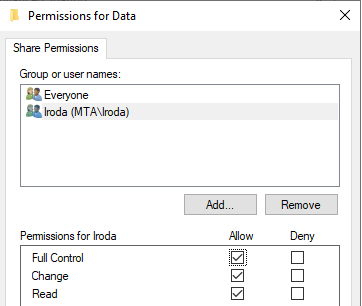 Permissions for Data
Share Permissions
Group or user names:
Everyone
Iroda (MTA\Iroda)
Add...
Remove
Permissions for Iroda
Allow
Deny
Full Control
Change
Read